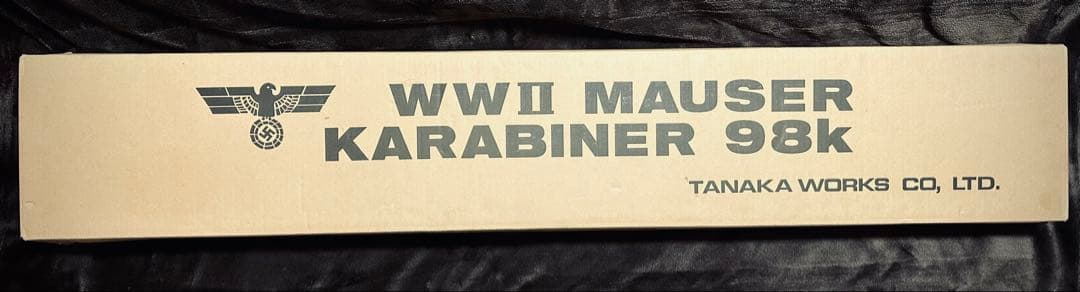 WWII MAUSER
KARABINER 98k
TANAKA WORKS CO, LTD.